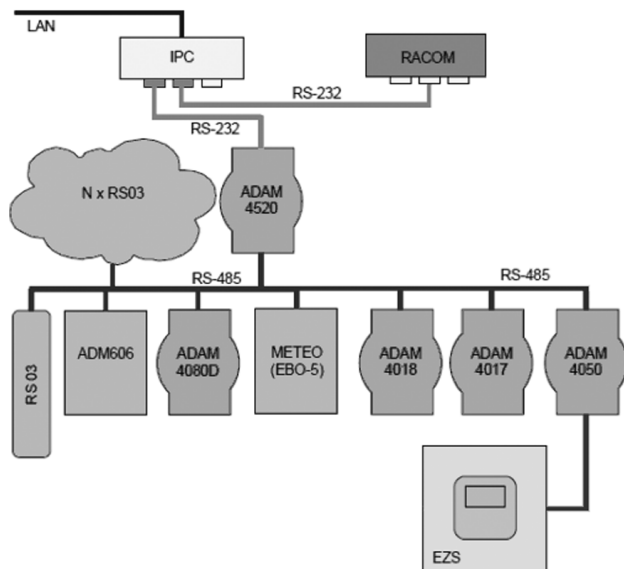 LAN
IPC
RACOM
RS-232
RS-232
N x RS03
ADAM
4520
RS-485
RS-485
RS 03
ADM606
ADAM
4080D
METEO
(EBO-5)
ADAM
4018
ADAM
4017
ADAM
4050
EZS